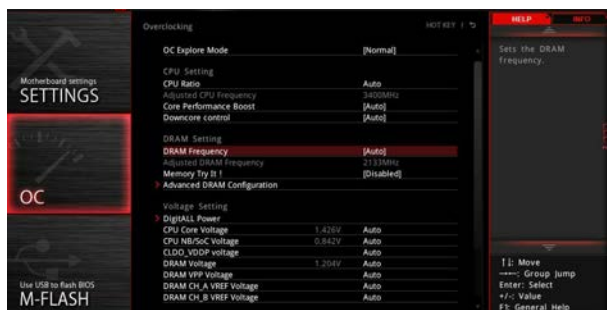 Overclocking
HOT KEY
HELP
INFO
Motherboard settings
SETTINGS
OC
Use USB to flash BIOS
M-FLASH
OC Explore Mode [Normal]
CPU Setting
CPU Ratio Auto
Adjusted CPU Frequency 3400MHz
Core Performance Boost [Auto]
Downcore control [Auto]
DRAM Setting
DRAM Frequency [Auto]
Adjusted DRAM Frequency 2133MHz
Memory Try It ! [Disabled]
Advanced DRAM Configuration
Voltage Setting
DigitALL Power
CPU Core Voltage 1.426V Auto
CPU NB/SoC Voltage 0.842V Auto
CLDO_VDDP voltage Auto
DRAM Voltage 1.204V Auto
DRAM VPP Voltage Auto
DRAM CH_A VREF Voltage Auto
DRAM CH_B VREF Voltage Auto
Sets the DRAM
frequency.
↑↓: Move
: Group Jump
Enter: Select
+/-: Value
F1: General Help